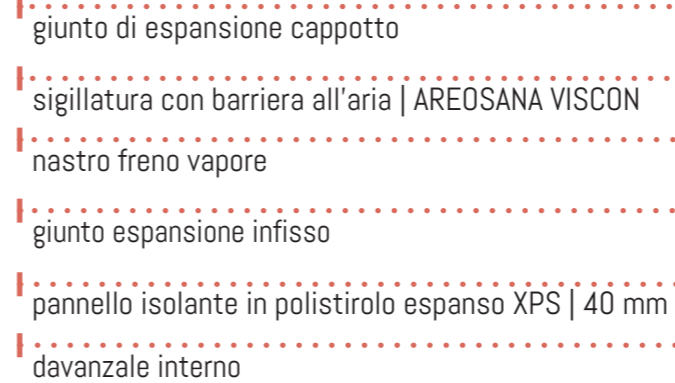 giunto di espansione cappotto
sigillatura con barriera all'aria | AREOSANA VISCON
nastro freno vapore
giunto espansione infisso
pannello isolante in polistirolo espanso XPS | 40 mm
davanzale interno